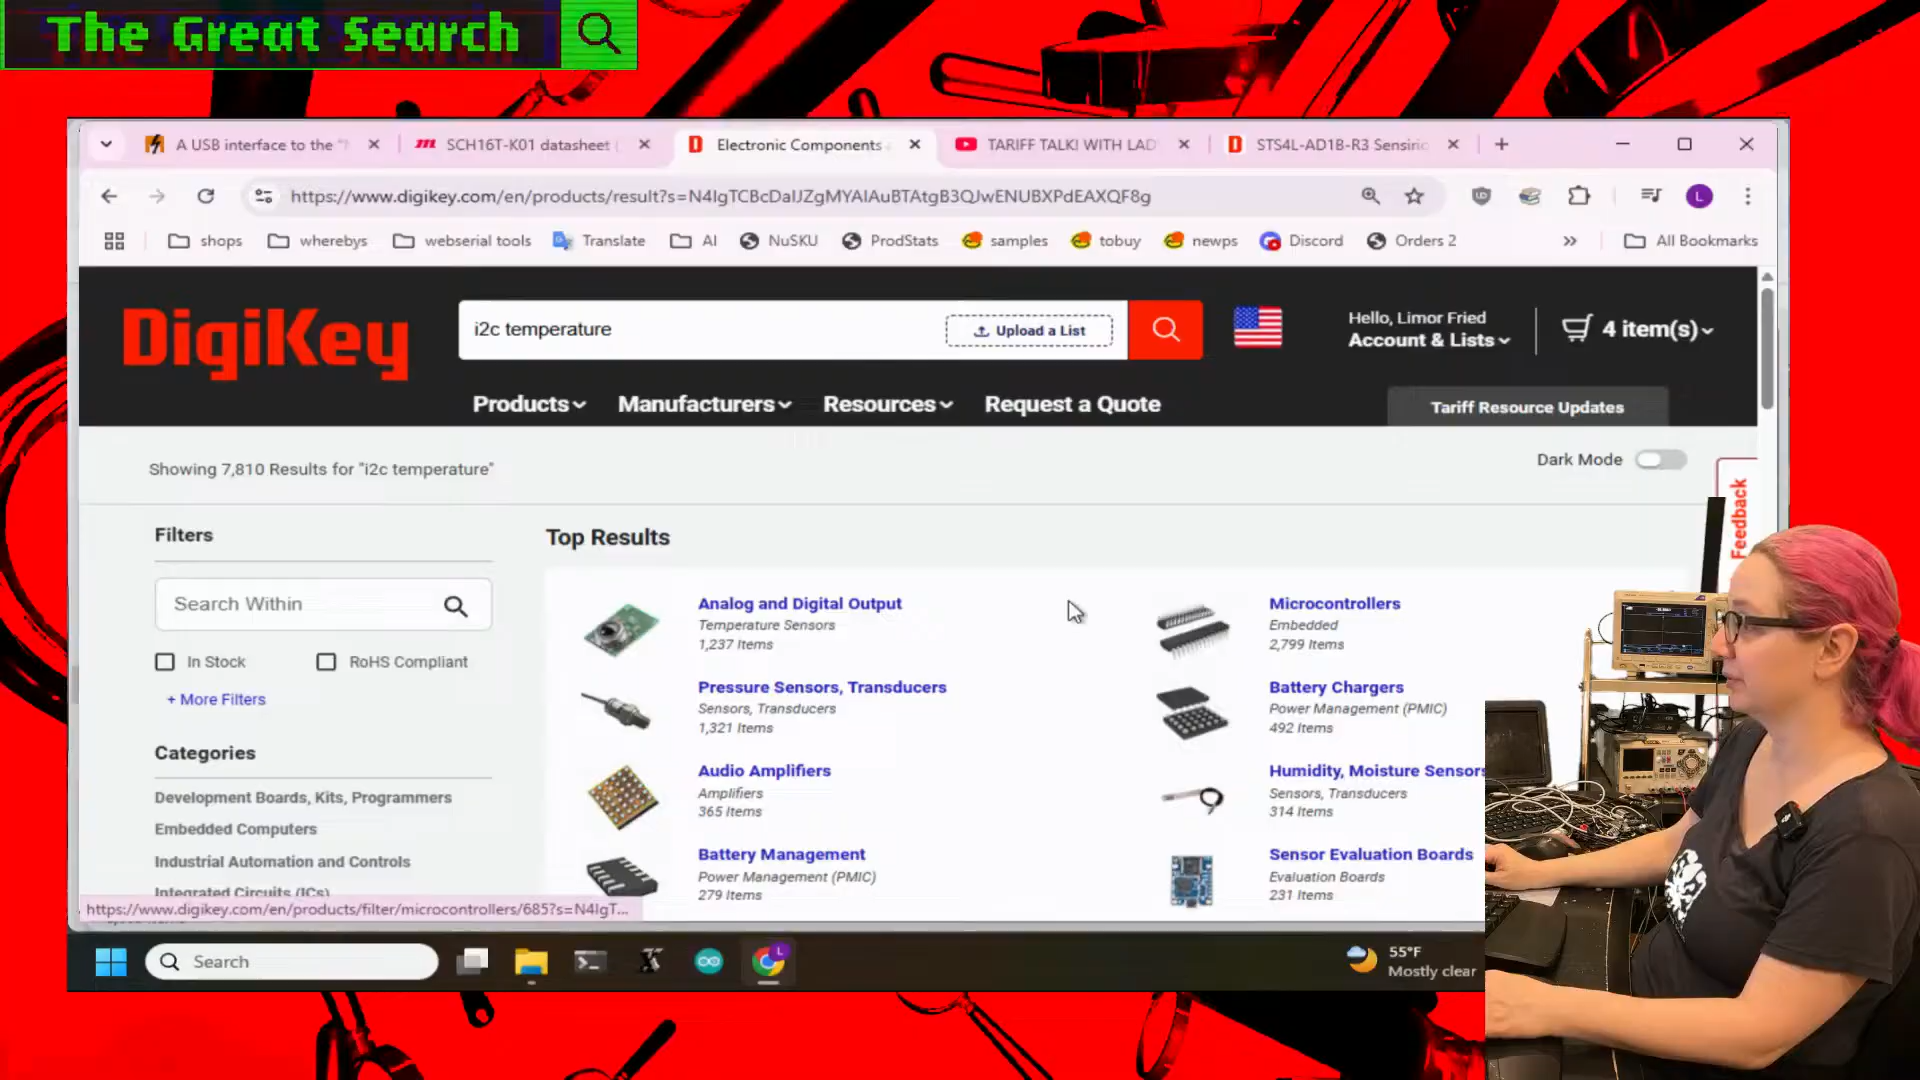 The Great Search
A USB interface to the "
SCH16T-K01 datasheet
Electronic Components
TARIFF TALK! WITH LAD
STS4L-AD1B-R3 Sensirio
https://www.digikey.com/en/products/result?s=N4IgTCBcDaIJZgMYAIAuBTAtgB3QJwENUBXPdEAXQF8g
shops
whereby
webserial tools
Translate
AI
NuSKU
ProdStats
samples
tobuy
newps
Discord
Orders 2
All Bookmarks
DigiKey
i2c temperature
Upload a List
Hello, Limor Fried
Account & Lists
4 item(s)
Products
Manufacturers
Resources
Request a Quote
Tariff Resource Updates
Showing 7,810 Results for "i2c temperature"
Dark Mode
Feedback
Filters
Search Within
In Stock
RoHS Compliant
+ More Filters
Categories
Development Boards, Kits, Programmers
Embedded Computers
Industrial Automation and Controls
Integrated Circuits (ICs)
Top Results
Analog and Digital Output
Temperature Sensors
1,237 Items
Microcontrollers
Embedded
2,799 Items
Pressure Sensors, Transducers
Sensors, Transducers
1,321 Items
Battery Chargers
Power Management (PMIC)
492 Items
Audio Amplifiers
Amplifiers
365 Items
Humidity, Moisture Sensors
Sensors, Transducers
314 Items
Battery Management
Power Management (PMIC)
279 Items
Sensor Evaluation Boards
Evaluation Boards
231 Items
https://www.digikey.com/en/products/filter/microcontrollers/685?s=N4IgT...
Search
55°F
Mostly clear